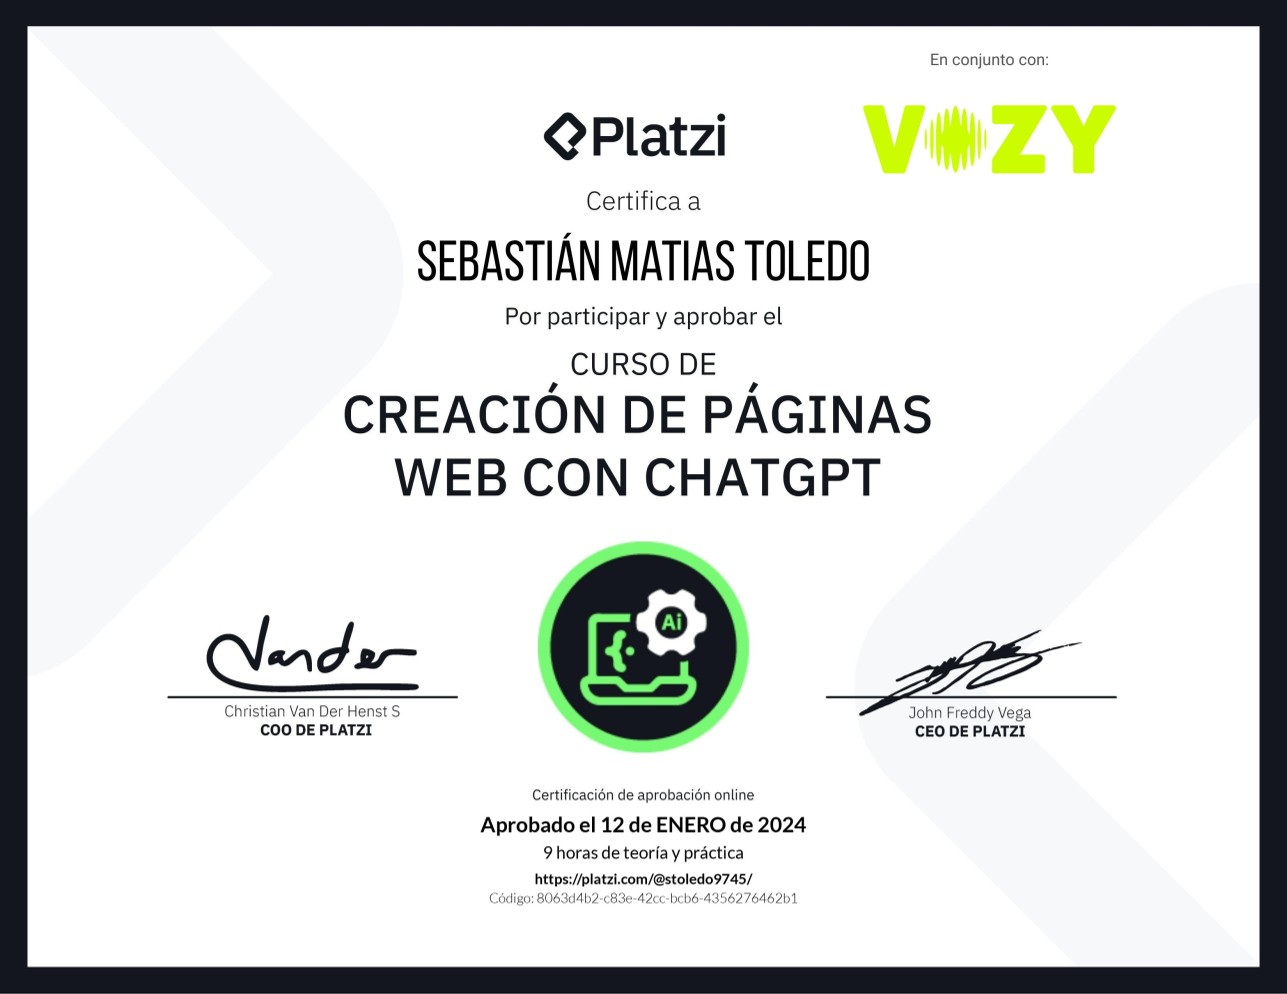 En conjunto con:
VOZY
Platzi
Certifica a
SEBASTIÁN MATIAS TOLEDO
Por participar y aprobar el
CURSO DE
CREACIÓN DE PÁGINAS
WEB CON CHATGPT
Ai
Vander
Christian Van Der Henst S
COO DE PLATZI
John Freddy Vega
CEO DE PLATZI
Certificación de aprobación online
Aprobado el 12 de ENERO de 2024
9 horas de teoría y práctica
https://platzi.com/@stoledo9745/
Código: 8063d4b2-c83e-42cc-bcb6-4356276462b1